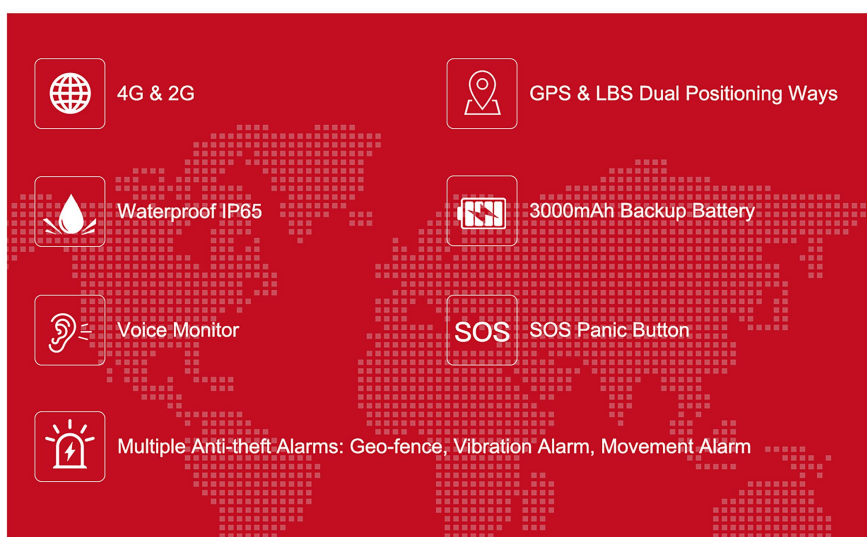 4G & 2G
GPS & LBS Dual Positioning Ways
Waterproof IP65
3000mAh Backup Battery
Voice Monitor
SOS
SOS Panic Button
Multiple Anti-theft Alarms: Geo-fence, Vibration Alarm, Movement Alarm